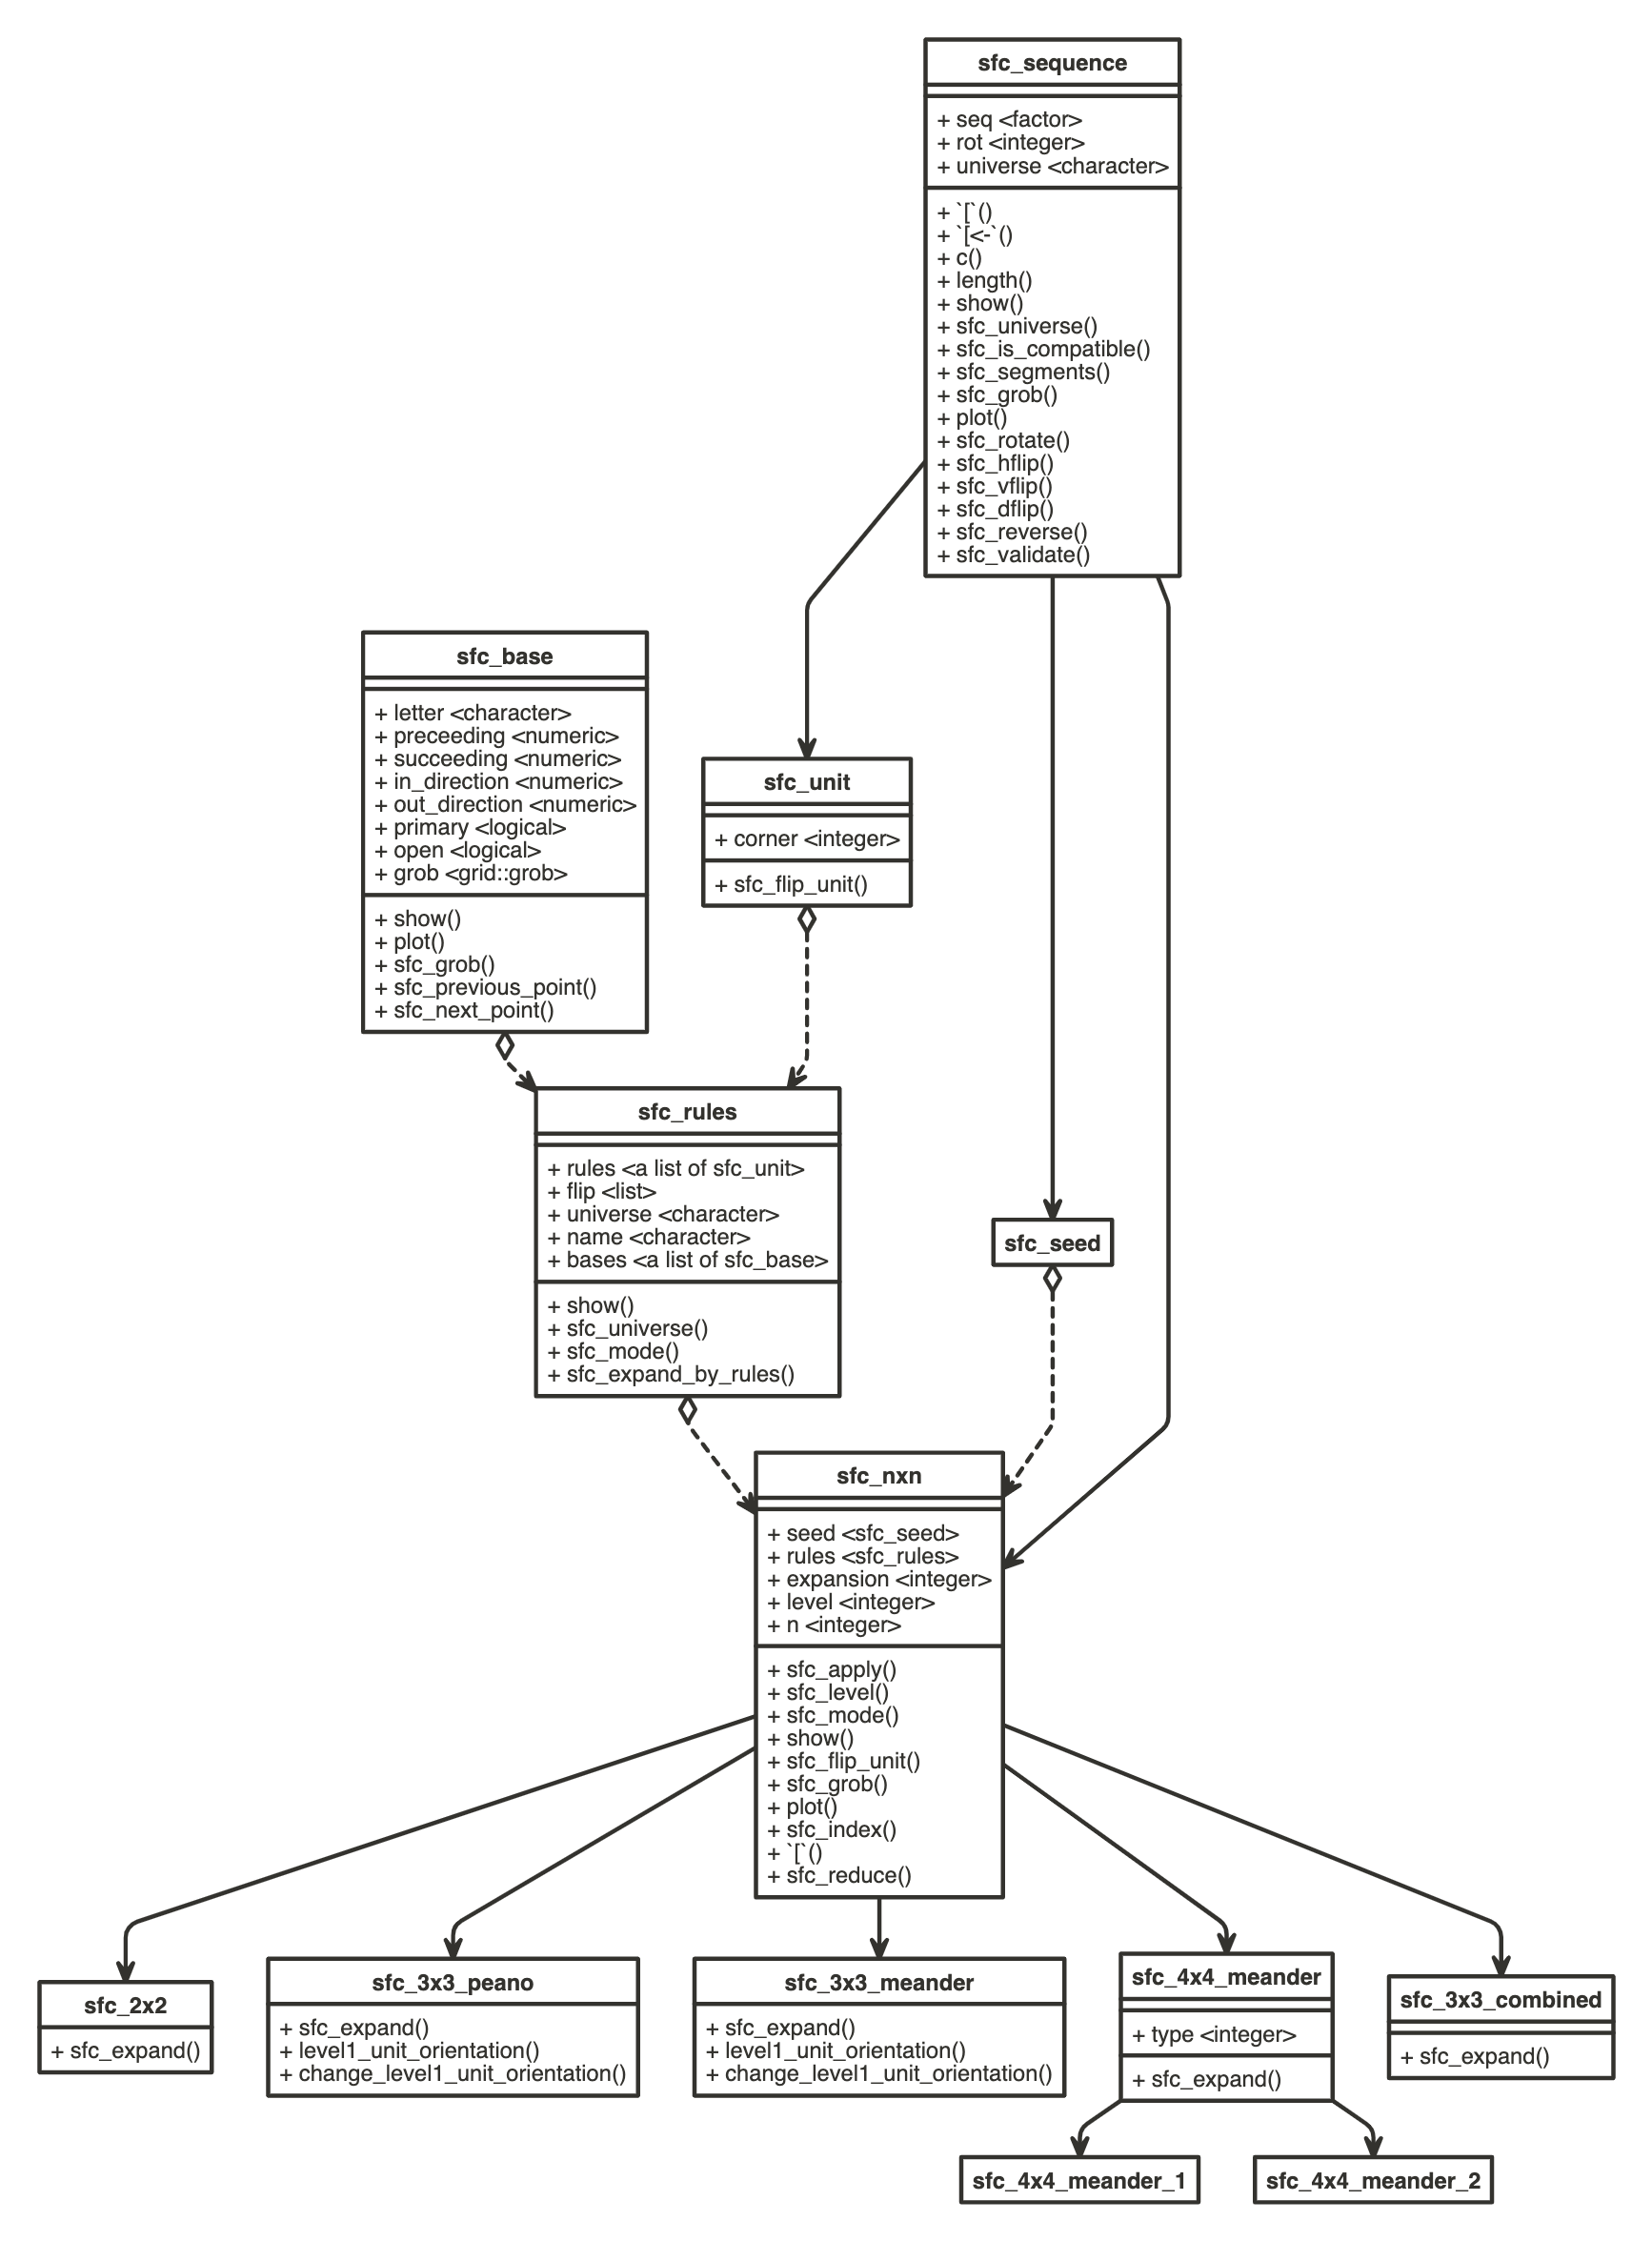 sfc_sequence
+ seq <factor>
+ rot <integer>
+ universe <character>
+ `[`()
+ `[<-`()
+ c()
+ length()
+ show()
+ sfc_universe()
+ sfc_is_compatible()
+ sfc_segments()
+ sfc_grob()
+ plot()
+ sfc_rotate()
+ sfc_hflip()
+ sfc_vflip()
+ sfc_dflip()
+ sfc_reverse()
+ sfc_validate()
sfc_base
+ letter <character>
+ preceeding <numeric>
+ succeeding <numeric>
+ in_direction <numeric>
+ out_direction <numeric>
+ primary <logical>
+ open <logical>
+ grob <grid::grob>
+ show()
+ plot()
+ sfc_grob()
+ sfc_previous_point()
+ sfc_next_point()
sfc_unit
+ corner <integer>
+ sfc_flip_unit()
sfc_rules
+ rules <a list of sfc_unit>
+ flip <list>
+ universe <character>
+ name <character>
+ bases <a list of sfc_base>
+ show()
+ sfc_universe()
+ sfc_mode()
+ sfc_expand_by_rules()
sfc_seed
sfc_nxn
+ seed <sfc_seed>
+ rules <sfc_rules>
+ expansion <integer>
+ level <integer>
+ n <integer>
+ sfc_apply()
+ sfc_level()
+ sfc_mode()
+ show()
+ sfc_flip_unit()
+ sfc_grob()
+ plot()
+ sfc_index()
+ `[`()
+ sfc_reduce()
sfc_2x2
+ sfc_expand()
sfc_3x3_peano
+ sfc_expand()
+ level1_unit_orientation()
+ change_level1_unit_orientation()
sfc_3x3_meander
+ sfc_expand()
+ level1_unit_orientation()
+ change_level1_unit_orientation()
sfc_4x4_meander
+ type <integer>
+ sfc_expand()
sfc_3x3_combined
+ sfc_expand()
sfc_4x4_meander_1
sfc_4x4_meander_2